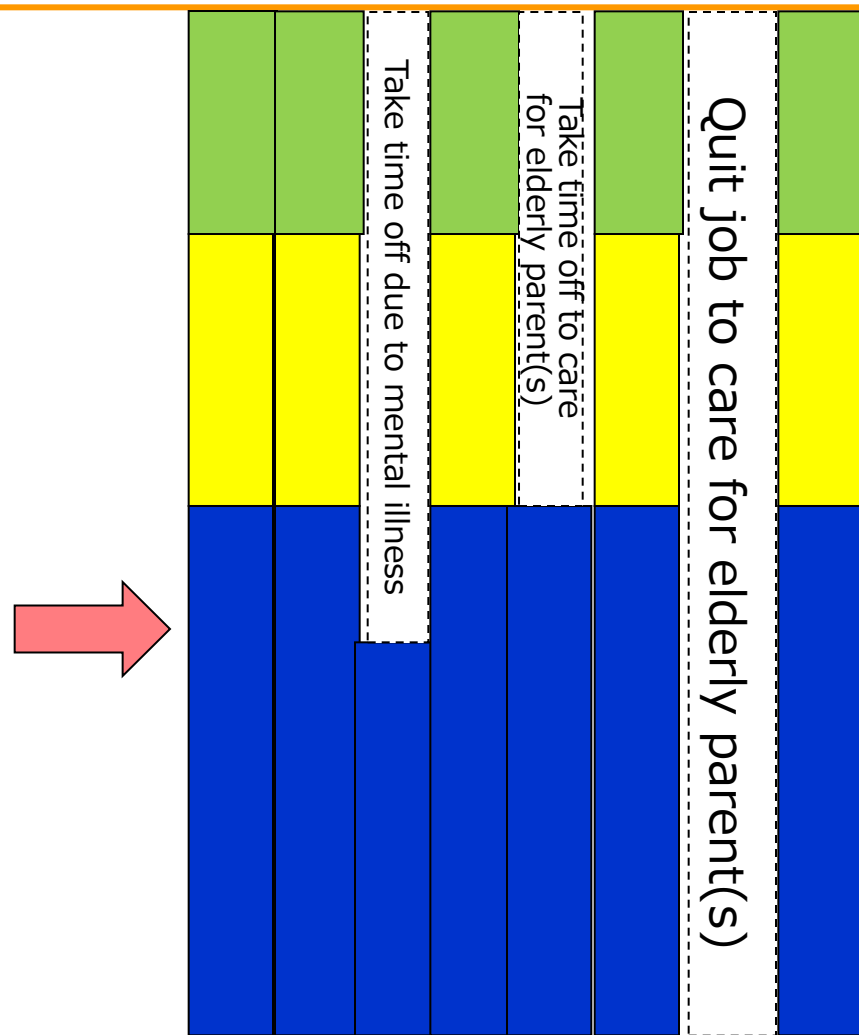 Take time off due to mental illness
Take time off to care
for elderly parent(s)
Quit job to care for elderly parent(s)